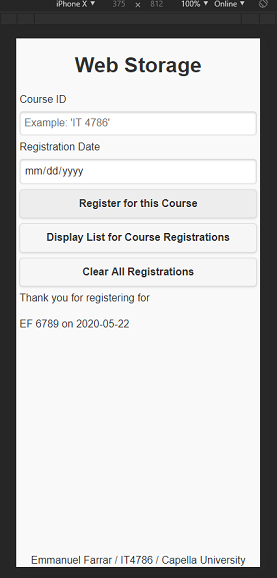 iPhone X ▼ 375 × 812 100% ▼ Online ▼
Web Storage
Course ID
Example: 'IT 4786'
Registration Date
mm/dd/yyyy
Register for this Course
Display List for Course Registrations
Clear All Registrations
Thank you for registering for
EF 6789 on 2020-05-22
Emmanuel Farrar / IT4786 / Capella University